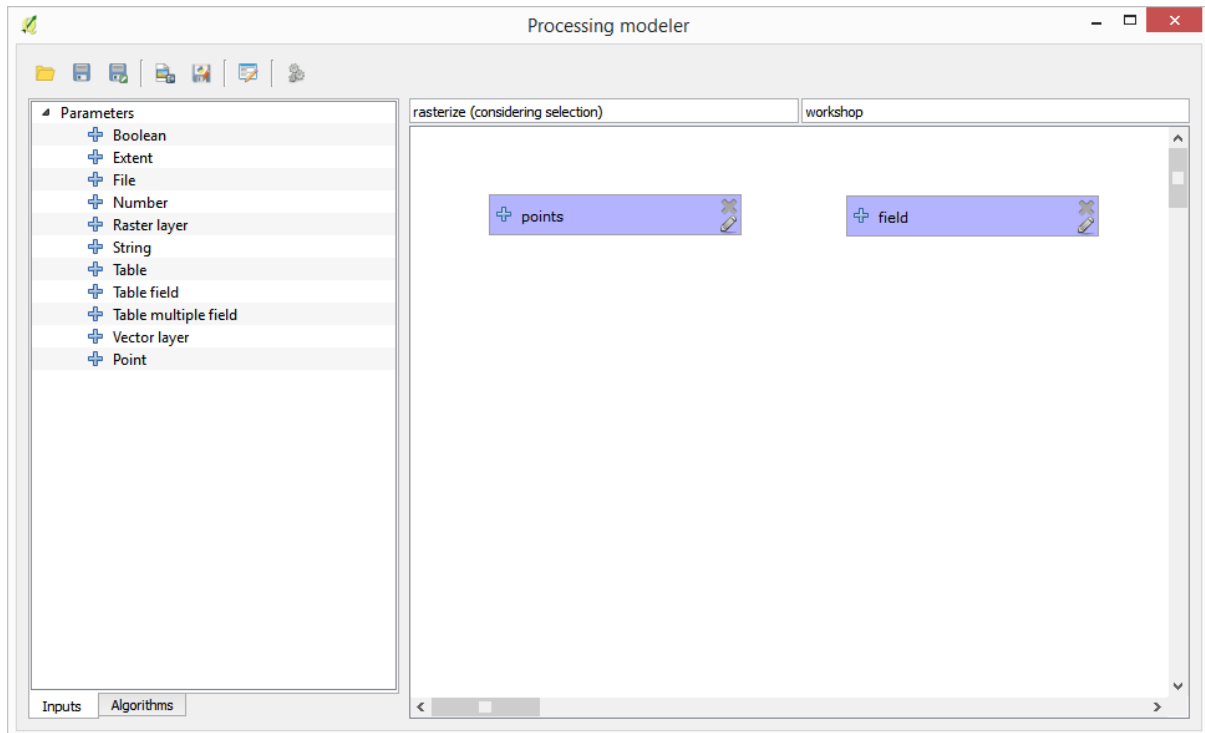 Processing modeler
Parameters
Boolean
Extent
File
Number
Raster layer
String
Table
Table field
Table multiple field
Vector layer
Point
Inputs Algorithms
rasterize (considering selection) workshop
points field